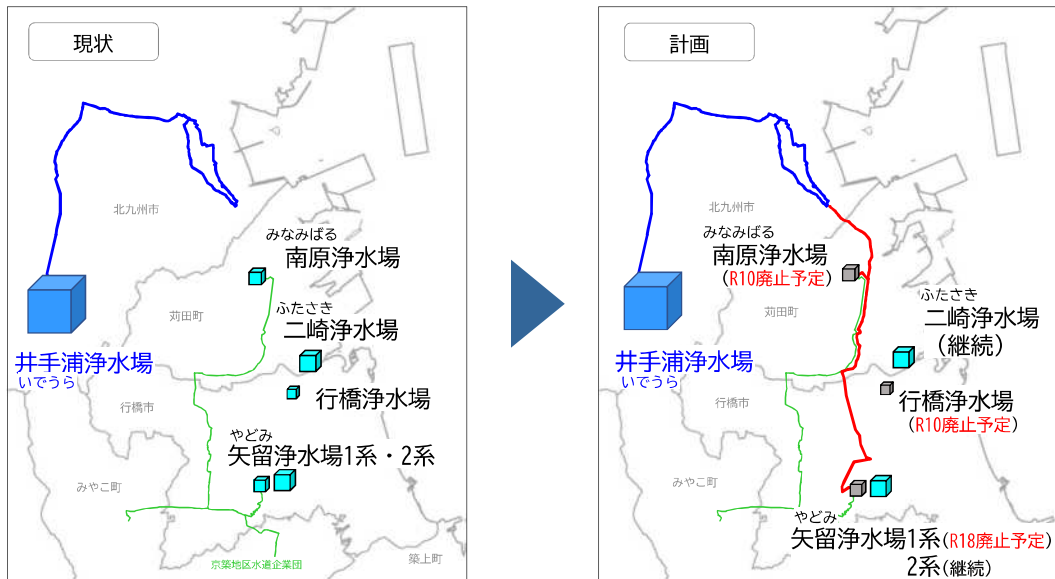 現状
北九州市
みなみばる
南原浄水場
ふたさき
苅田町
二崎浄水場
井手浦浄水場
いでうら
行橋市
行橋浄水場
やどみ
矢留浄水場1系・2系
みやこ町
京築地区水道企業団
築上町
計画
北九州市
みなみばる
南原浄水場
(R10廃止予定)
ふたさき
苅田町
二崎浄水場
(継続)
井手浦浄水場
いでうら
行橋市
行橋浄水場
(R10廃止予定)
みやこ町
やどみ
矢留浄水場1系(R18廃止予定)
2系(継続)